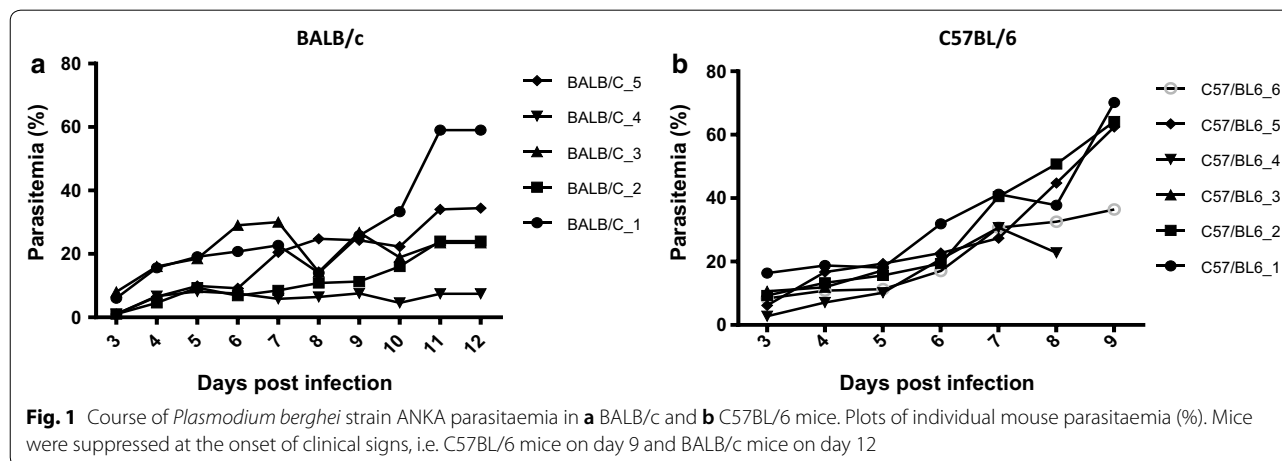 BALB/c
a
80
60
40
20
0
Parasitemia (%)
3 4 5 6 7 8 9 10 11 12
Days post infection
BALB/C_5
BALB/C_4
BALB/C_3
BALB/C_2
BALB/C_1
C57BL/6
b
80
60
40
20
0
Parasitemia (%)
3 4 5 6 7 8 9
Days post infection
C57/BL6_6
C57/BL6_5
C57/BL6_4
C57/BL6_3
C57/BL6_2
C57/BL6_1
Fig. 1 Course of Plasmodium berghei strain ANKA parasitaemia in a BALB/c and b C57BL/6 mice. Plots of individual mouse parasitaemia (%). Mice
were suppressed at the onset of clinical signs, i.e. C57BL/6 mice on day 9 and BALB/c mice on day 12